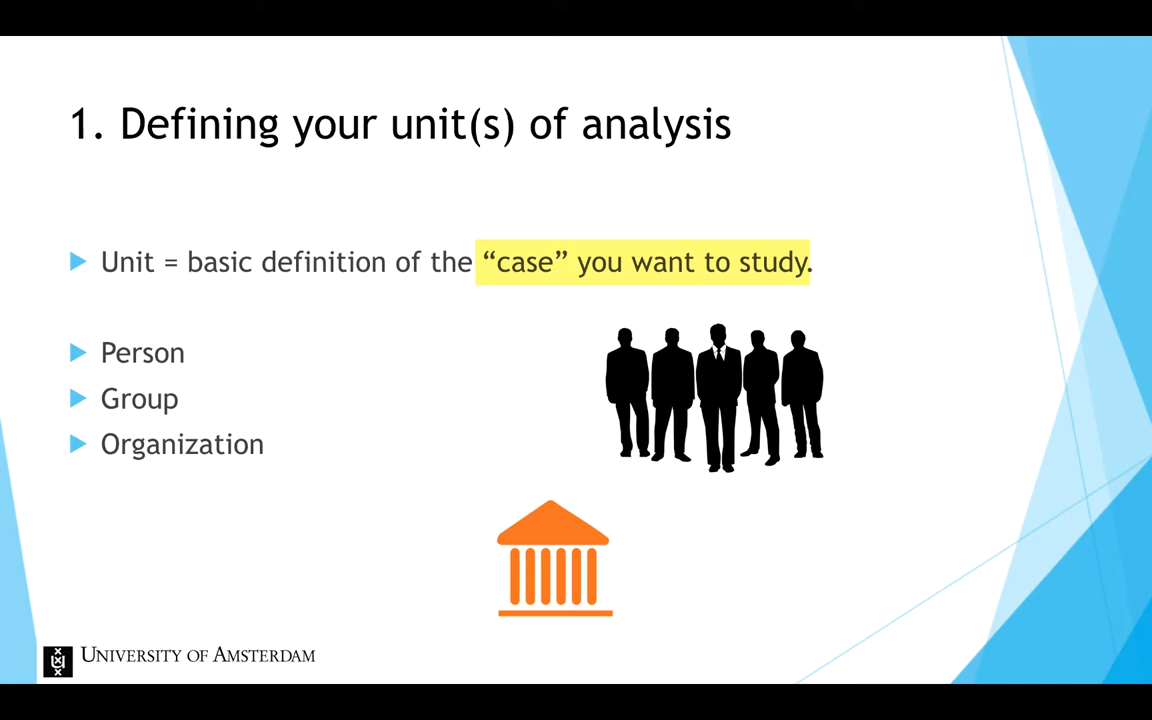 1. Defining your unit(s) of analysis
Unit = basic definition of the “case” you want to study.
Person
Group
Organization
UNIVERSITY OF AMSTERDAM